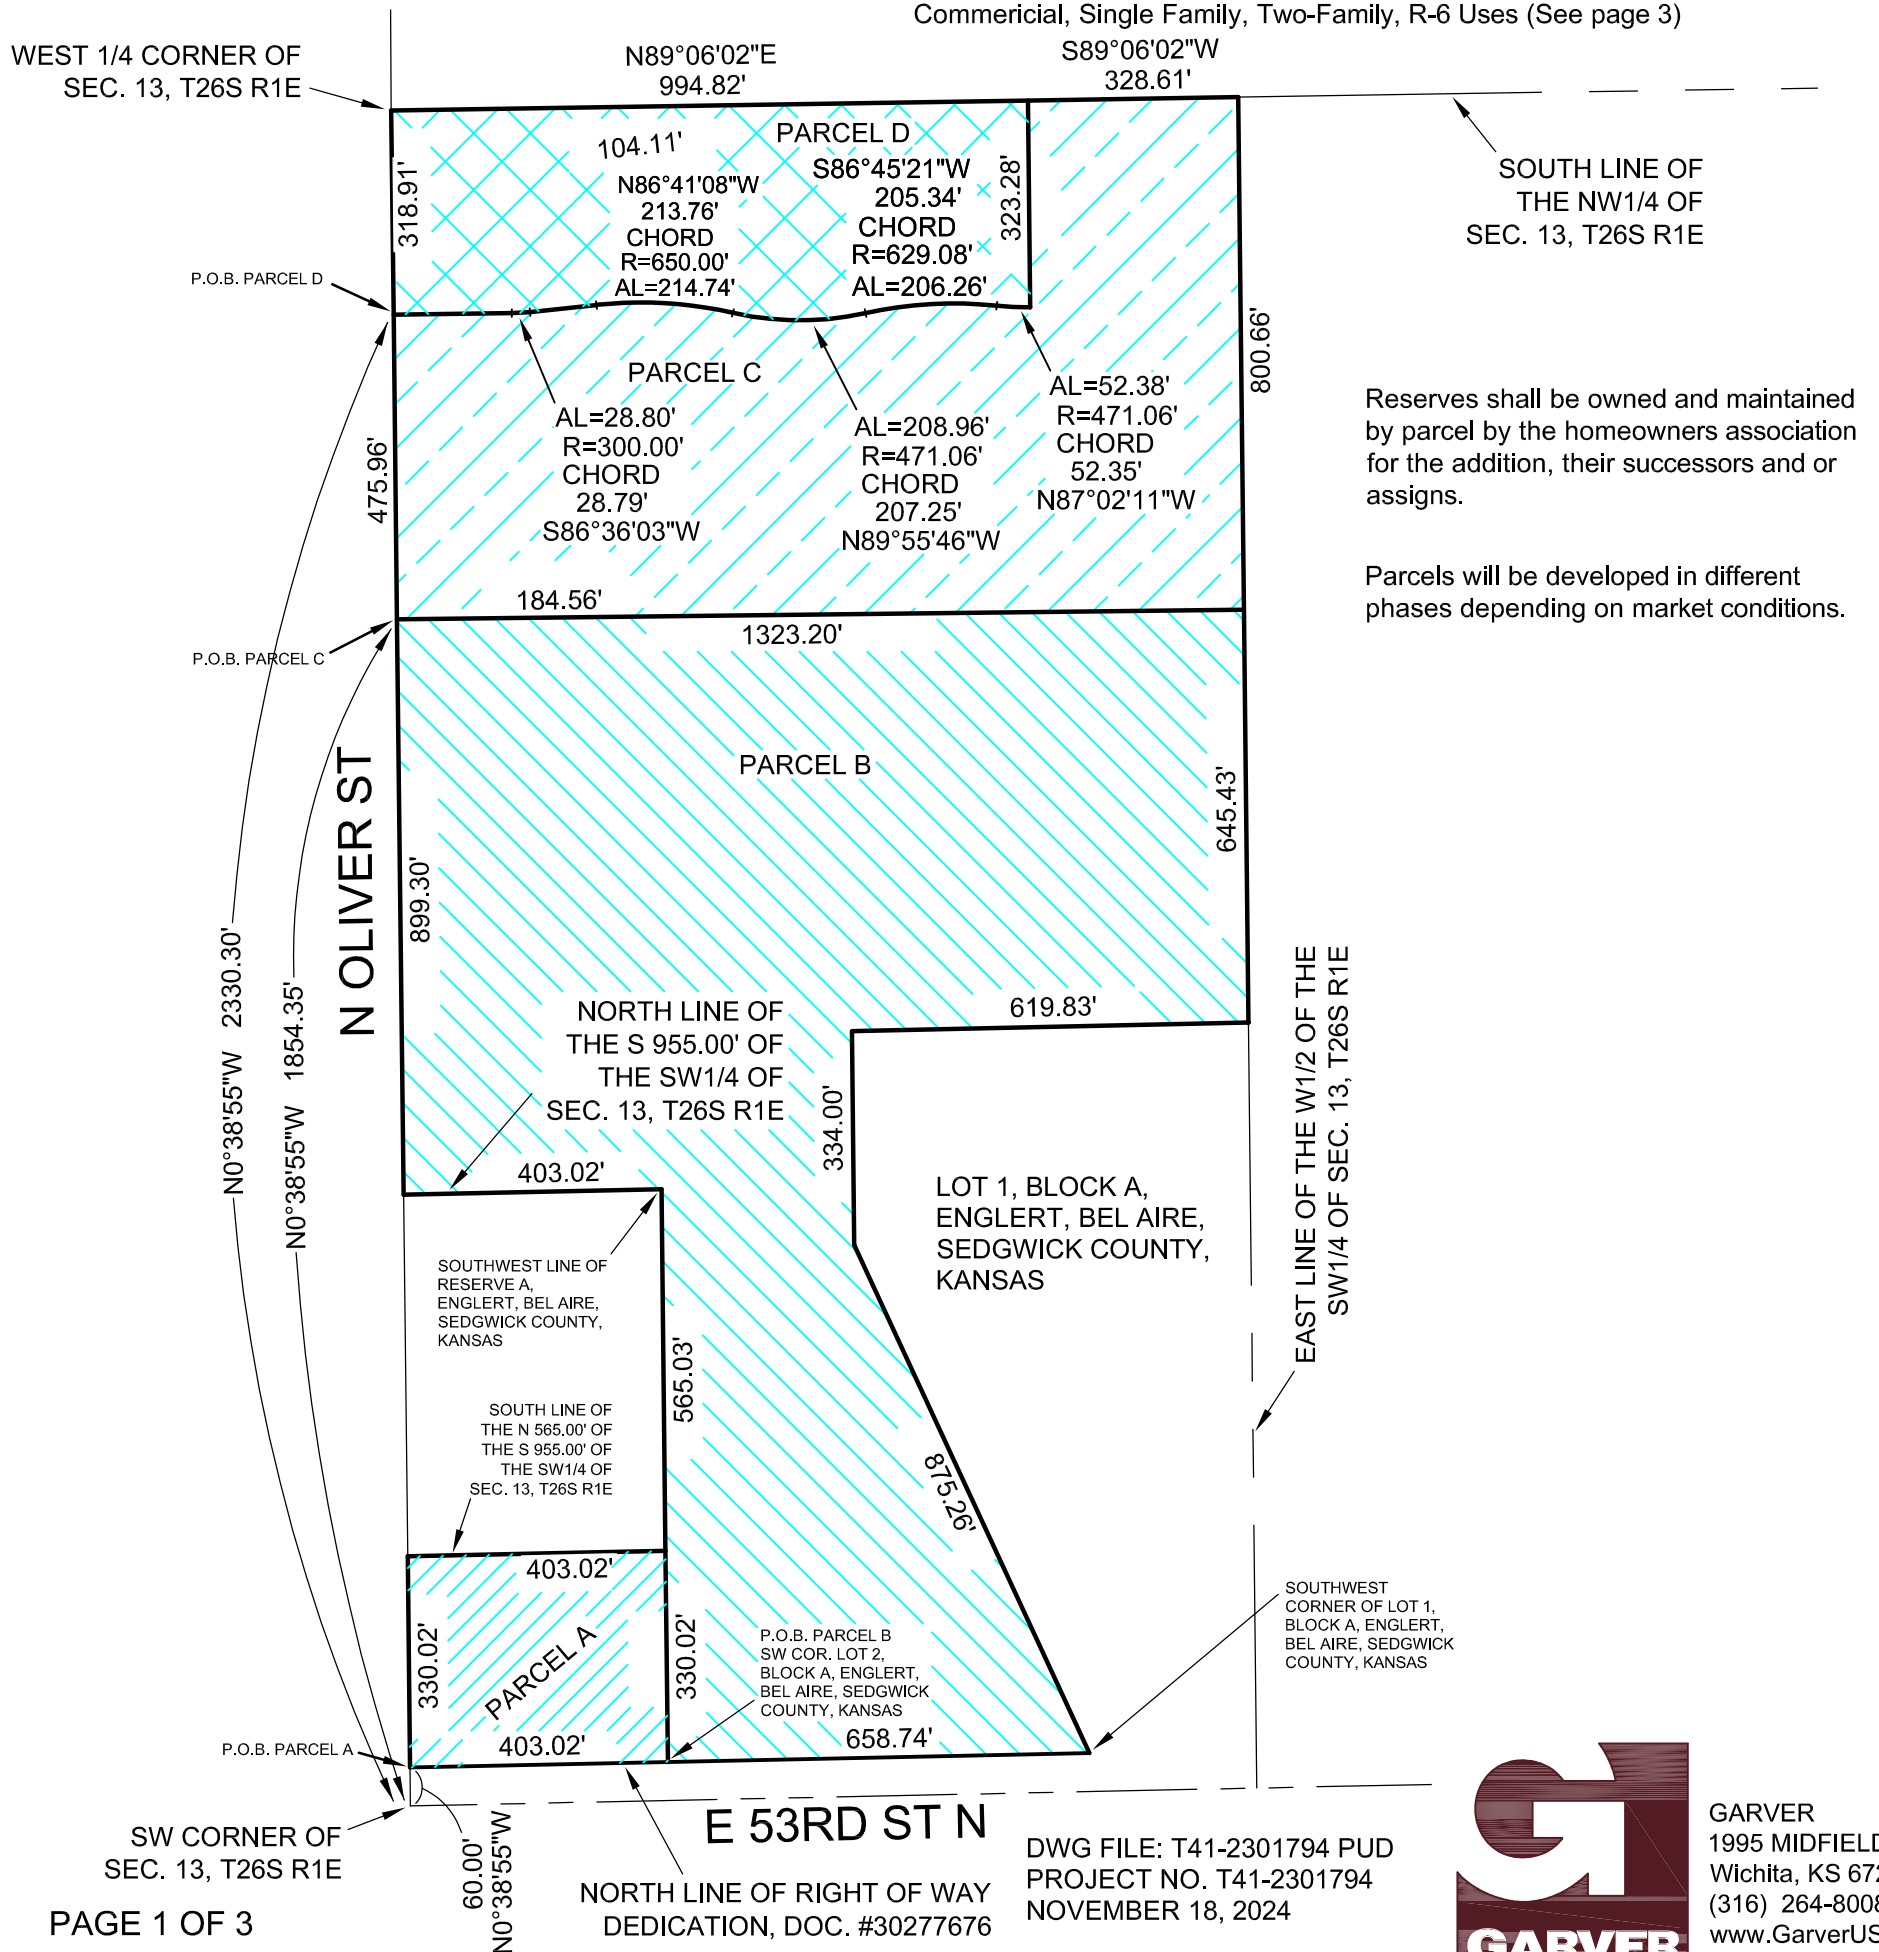 Commericial, Single Family, Two-Family, R-6 Uses (See page 3)
WEST 1/4 CORNER OF
SEC. 13, T26S R1E
N89°06'02"E
994.82'
S89°06'02"W
328.61'
SOUTH LINE OF
THE NW1/4 OF
SEC. 13, T26S R1E
PARCEL D
104.11'
318.91'
N86°41'08"W
213.76'
CHORD
R=650.00'
AL=214.74'
S86°45'21"W
205.34'
CHORD
R=629.08'
AL=206.26'
323.28'
P.O.B. PARCEL D
800.66'
PARCEL C
475.96'
AL=28.80'
R=300.00'
CHORD
28.79'
S86°36'03"W
AL=208.96'
R=471.06'
CHORD
207.25'
N89°55'46"W
AL=52.38'
R=471.06'
CHORD
52.35'
N87°02'11"W
Reserves shall be owned and maintained
by parcel by the homeowners association
for the addition, their successors and or
assigns.
Parcels will be developed in different
phases depending on market conditions.
184.56'
1323.20'
P.O.B. PARCEL C
PARCEL B
N OLIVER ST
899.30'
645.43'
N0°38'55"W 2330.30'
N0°38'55"W 1854.35'
619.83'
NORTH LINE OF
THE S 955.00' OF
THE SW1/4 OF
SEC. 13, T26S R1E
334.00'
403.02'
EAST LINE OF THE W1/2 OF THE
SW1/4 OF SEC. 13, T26S R1E
LOT 1, BLOCK A,
ENGLERT, BEL AIRE,
SEDGWICK COUNTY,
KANSAS
SOUTHWEST LINE OF
RESERVE A,
ENGLERT, BEL AIRE,
SEDGWICK COUNTY,
KANSAS
565.03'
SOUTH LINE OF
THE N 565.00' OF
THE S 955.00' OF
THE SW1/4 OF
SEC. 13, T26S R1E
875.26'
403.02'
330.02'
PARCEL A
330.02'
403.02'
P.O.B. PARCEL B
SW COR. LOT 2,
BLOCK A, ENGLERT,
BEL AIRE, SEDGWICK
COUNTY, KANSAS
658.74'
SOUTHWEST
CORNER OF LOT 1,
BLOCK A, ENGLERT,
BEL AIRE, SEDGWICK
COUNTY, KANSAS
P.O.B. PARCEL A
SW CORNER OF
SEC. 13, T26S R1E
60.00'
N0°38'55"W
E 53RD ST N
NORTH LINE OF RIGHT OF WAY
DEDICATION, DOC. #30277676
DWG FILE: T41-2301794 PUD
PROJECT NO. T41-2301794
NOVEMBER 18, 2024
GARVER
GARVER
1995 MIDFIELD
Wichita, KS 672
(316) 264-8008
www.GarverUS
PAGE 1 OF 3